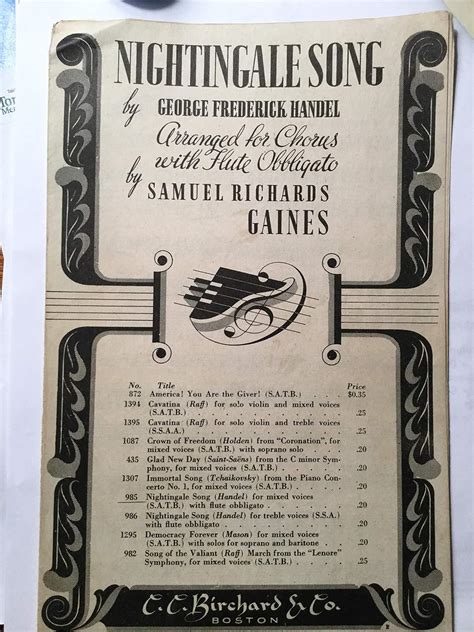 NIGHTINGALE SONG
by GEORGE FREDERICK HANDEL
Arranged for Chorus
with Flute Obbligato
by SAMUEL RICHARDS
GAINES
No. Title Price
872 America! You Are the Giver! (S.A.T.B.) . . . . $0.35
1394 Cavatina (Raff) for solo violin and mixed voices
(S.A.T.B.) . . . . . . . . . . .25
1395 Cavatina (Raff) for solo violin and treble voices
(S.S.A.A.) . . . . . . . . . . .25
1087 Crown of Freedom (Holden) from "Coronation", for
mixed voices (S.A.T.B.) with soprano solo . . . .20
435 Glad New Day (Saint-Saëns) from the C minor Sym-
phony, for mixed voices (S.A.T.B.) . . . . . .20
1307 Immortal Song (Tchaikovsky) from the Piano Con-
certo No. 1, for mixed voices (S.A.T.B.) . . . . .20
985 Nightingale Song (Handel) for mixed voices
(S.A.T.B.) with flute obbligato . . . . . . .20
986 Nightingale Song (Handel) for treble voices (S.S.A.)
with flute obbligato . . . . . . . . . .20
1295 Democracy Forever (Mason) for mixed voices
(S.A.T.B.) with solos for soprano and baritone . . .20
982 Song of the Valiant (Raff) March from the "Lenore"
Symphony, for mixed voices (S.A.T.B.) . . . . .25
C. C. Birchard & Co.
BOSTON